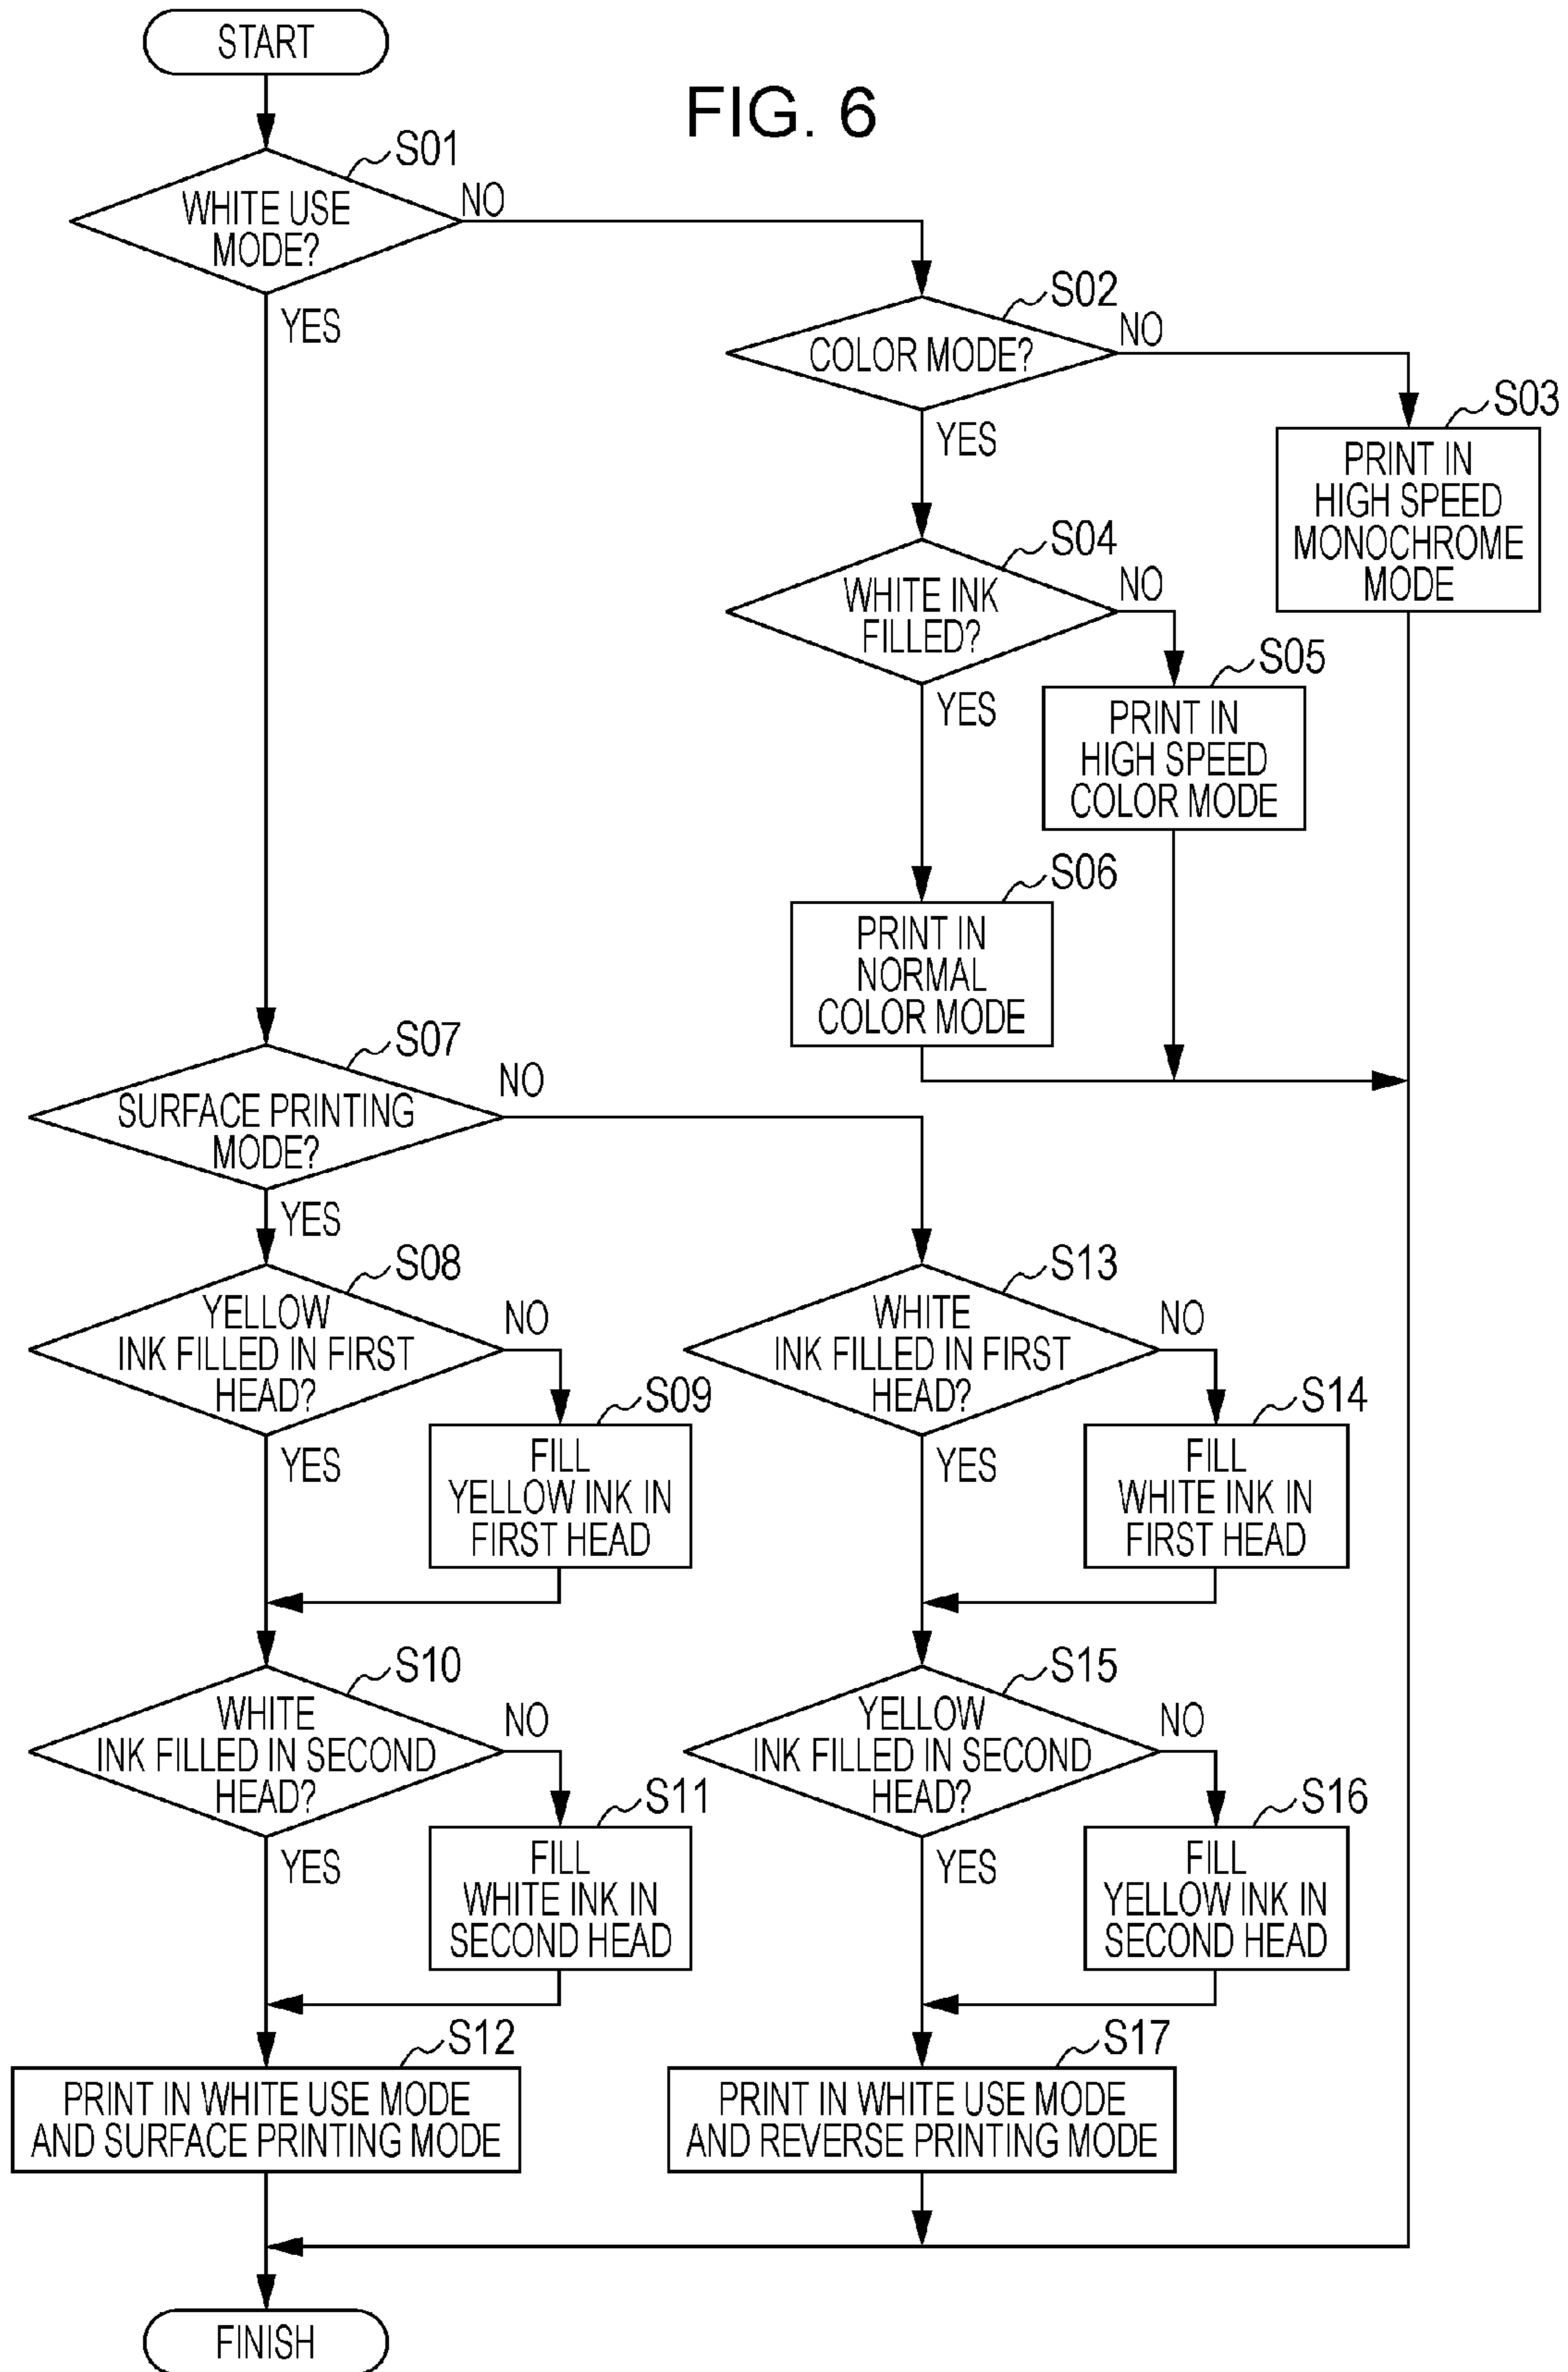 START
FIG. 6
S01
WHITE USE
MODE?
NO
YES
S02
COLOR MODE?
NO
YES
S03
PRINT IN
HIGH SPEED
MONOCHROME
MODE
S04
WHITE INK
FILLED?
NO
YES
S05
PRINT IN
HIGH SPEED
COLOR MODE
S06
PRINT IN
NORMAL
COLOR MODE
S07
SURFACE PRINTING
MODE?
NO
YES
S08
YELLOW
INK FILLED IN FIRST
HEAD?
NO
YES
S09
FILL
YELLOW INK IN
FIRST HEAD
S13
WHITE
INK FILLED IN FIRST
HEAD?
NO
YES
S14
FILL
WHITE INK IN
FIRST HEAD
S10
WHITE
INK FILLED IN SECOND
HEAD?
NO
YES
S11
FILL
WHITE INK IN
SECOND HEAD
S15
YELLOW
INK FILLED IN SECOND
HEAD?
NO
YES
S16
FILL
YELLOW INK IN
SECOND HEAD
S12
PRINT IN WHITE USE MODE
AND SURFACE PRINTING MODE
S17
PRINT IN WHITE USE MODE
AND REVERSE PRINTING MODE
FINISH